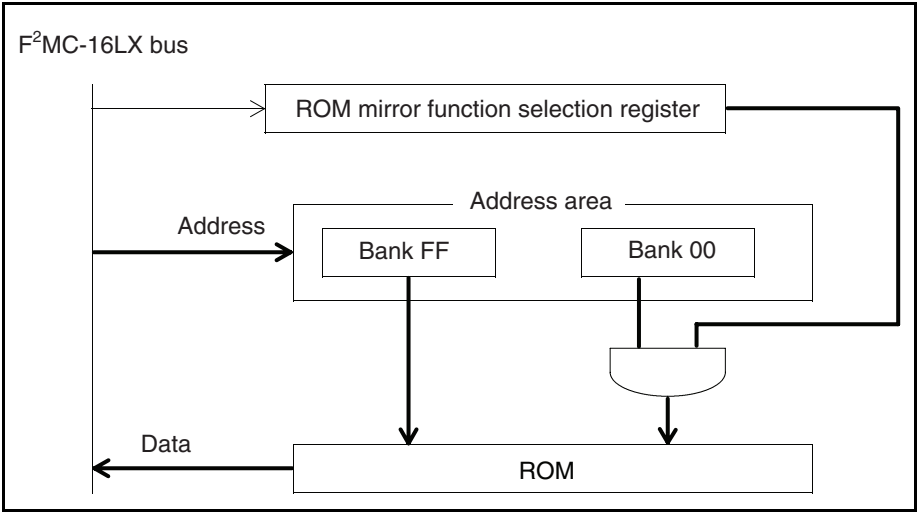 F²MC-16LX bus
ROM mirror function selection register
Address area
Address
Bank FF
Bank 00
Data
ROM